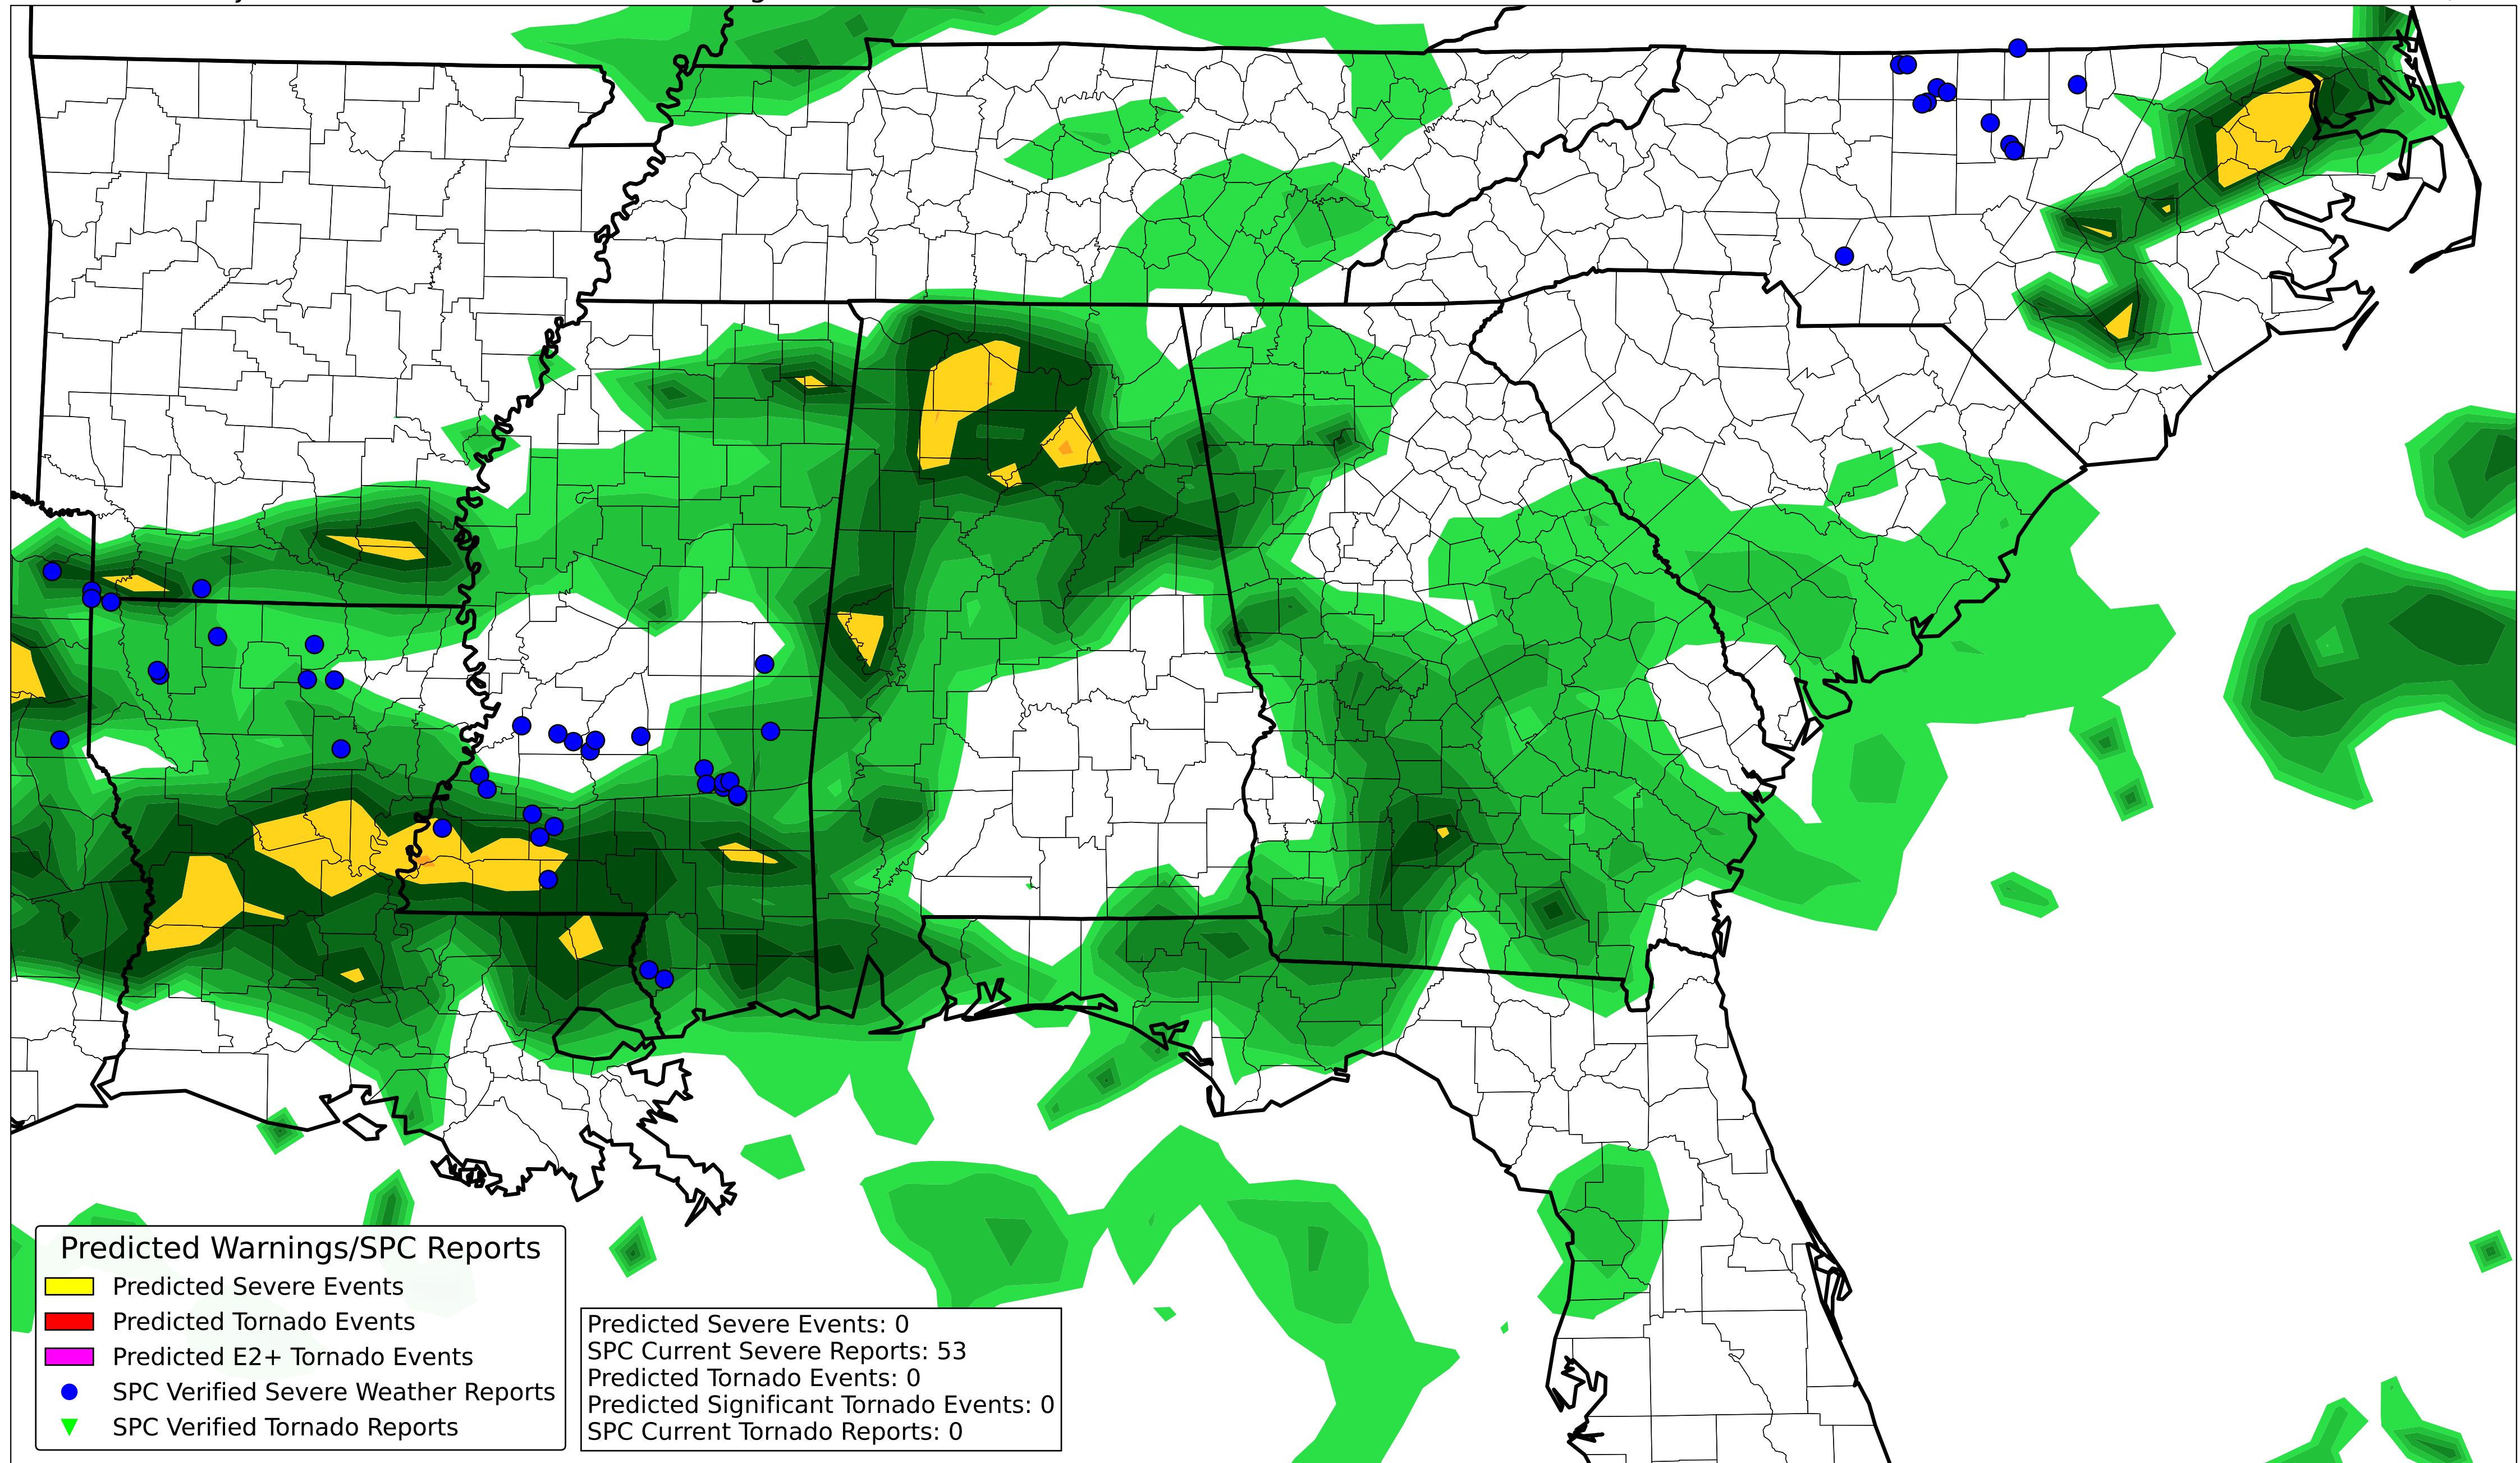 Predicted Warnings/SPC Reports
Predicted Severe Events
Predicted Tornado Events
Predicted E2+ Tornado Events
SPC Verified Severe Weather Reports
SPC Verified Tornado Reports
Predicted Severe Events: 0
SPC Current Severe Reports: 53
Predicted Tornado Events: 0
Predicted Significant Tornado Events: 0
SPC Current Tornado Reports: 0